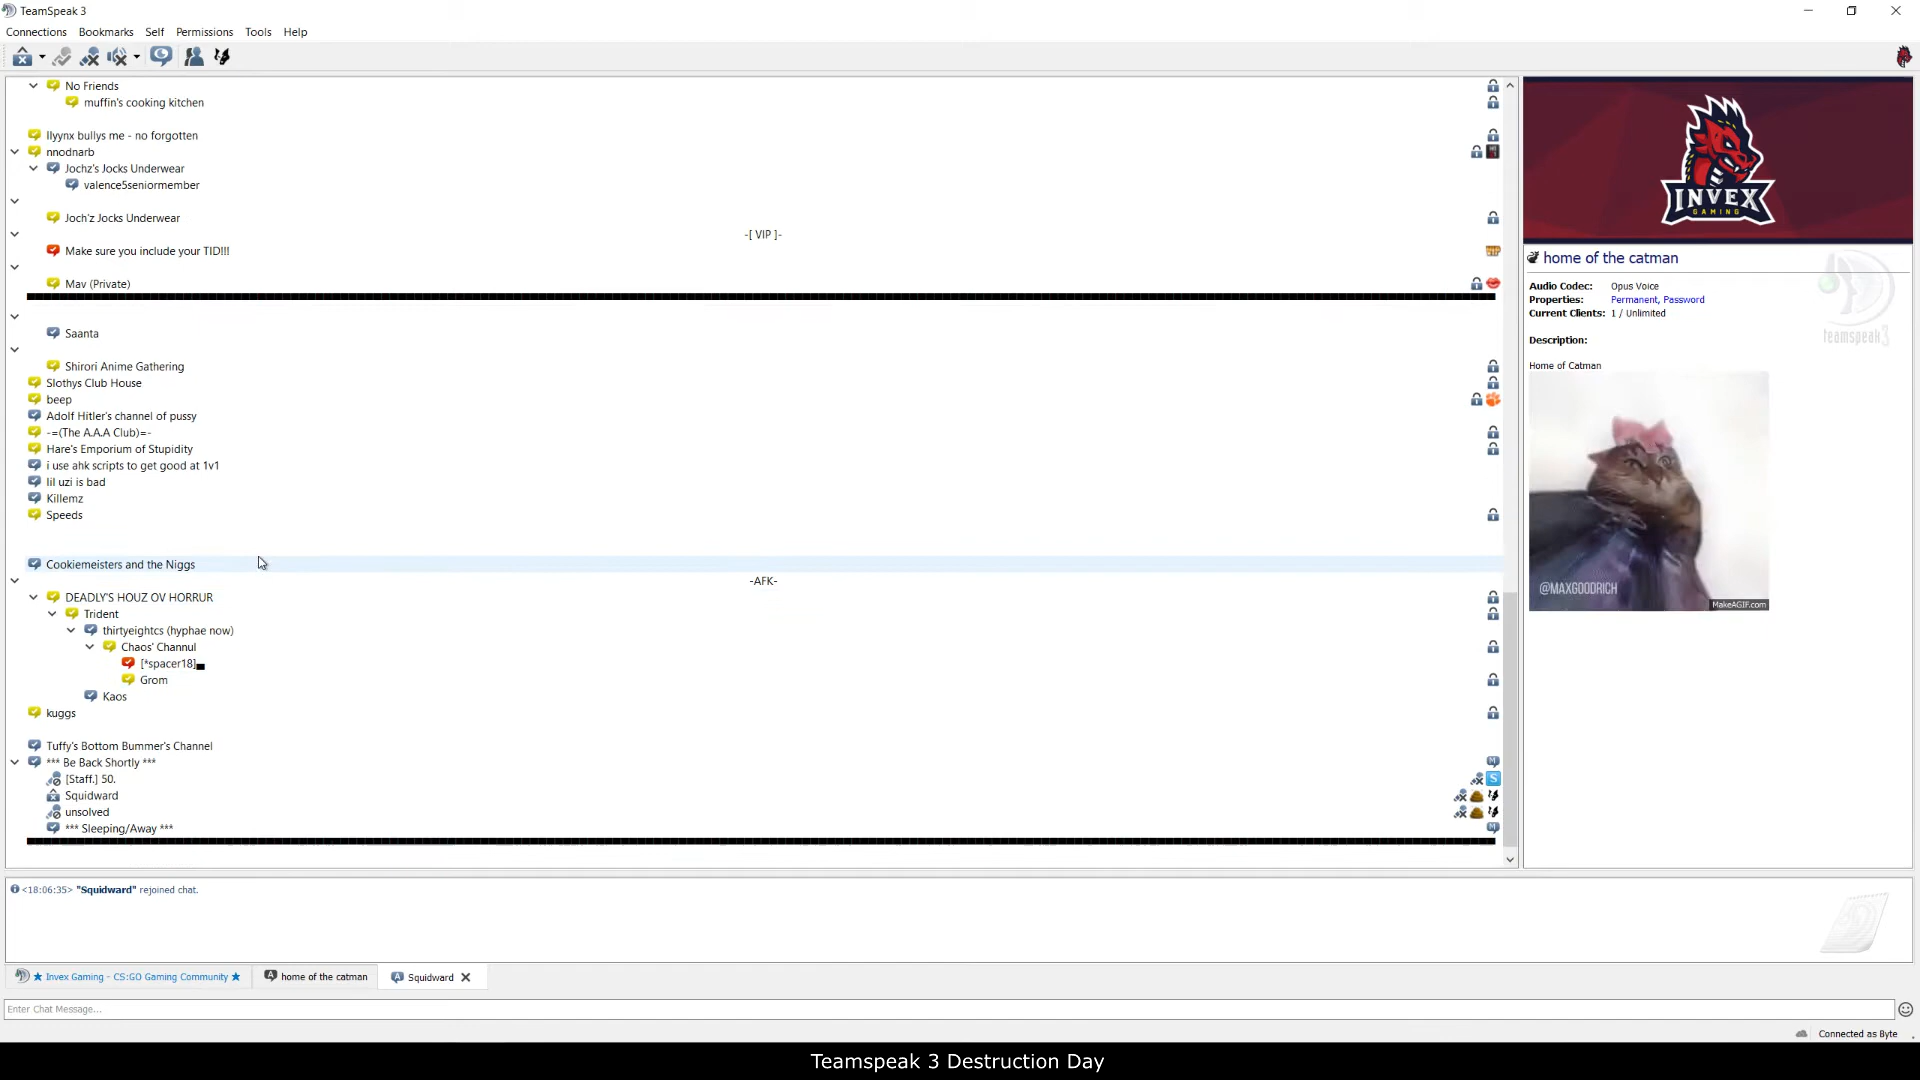 TeamSpeak 3
Connections Bookmarks Self Permissions Tools Help
No Friends
muffin's cooking kitchen
llyynx bullys me - no forgotten
nnodnarb
Jochz's Jocks Underwear
valence5seniormember
Joch'z Jocks Underwear
-[ VIP ]-
Make sure you include your TID!!!
VIP
Mav (Private)
Saanta
Shirori Anime Gathering
Slothys Club House
beep
Adolf Hitler's channel of pussy
-=(The A.A.A Club)=-
Hare's Emporium of Stupidity
i use ahk scripts to get good at 1v1
lil uzi is bad
Killemz
Speeds
Cookiemeisters and the Niggs
-AFK-
DEADLY'S HOUZ OV HORRUR
Trident
thirtyeightcs (hyphae now)
Chaos' Channul
[*spacer18]▄
Grom
Kaos
kuggs
Tuffy's Bottom Bummer's Channel
*** Be Back Shortly ***
[Staff.] 50.
Squidward
unsolved
*** Sleeping/Away ***
INVEX
GAMING
home of the catman
Audio Codec: Opus Voice
Properties: Permanent, Password
Current Clients: 1 / Unlimited
teamspeak3
Description:
Home of Catman
@MAXGOODRICH
MakeAGIF.com
<18:06:35> "Squidward" rejoined chat.
★ Invex Gaming - CS:GO Gaming Community ★ home of the catman Squidward
Enter Chat Message...
Connected as Byte
Teamspeak 3 Destruction Day